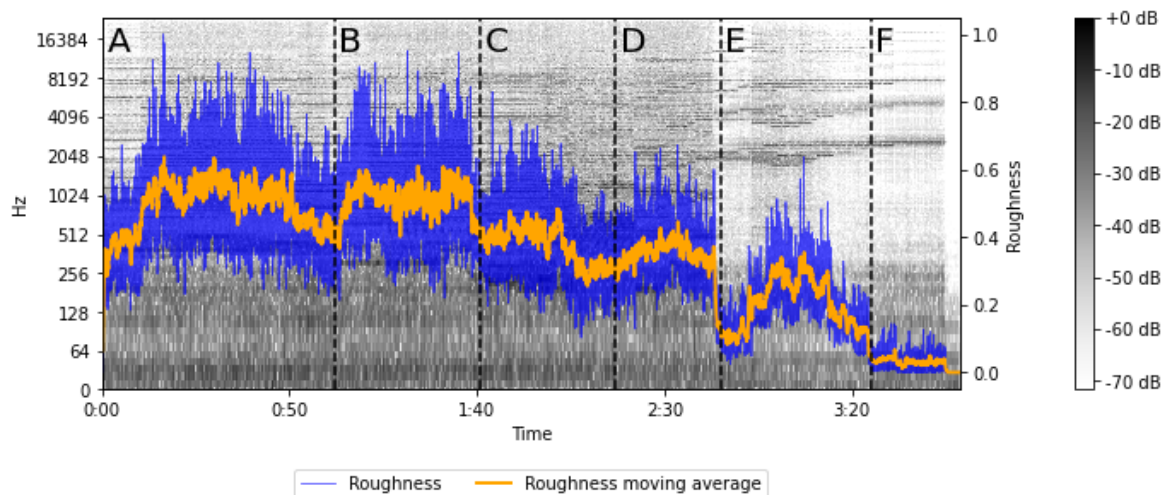 A B C D E F
16384
8192
4096
2048
1024
512
256
128
64
0
Hz
0:00 0:50 1:40 2:30 3:20
Time
1.0
0.8
0.6
0.4
0.2
0.0
Roughness
+0 dB
-10 dB
-20 dB
-30 dB
-40 dB
-50 dB
-60 dB
-70 dB
Roughness Roughness moving average